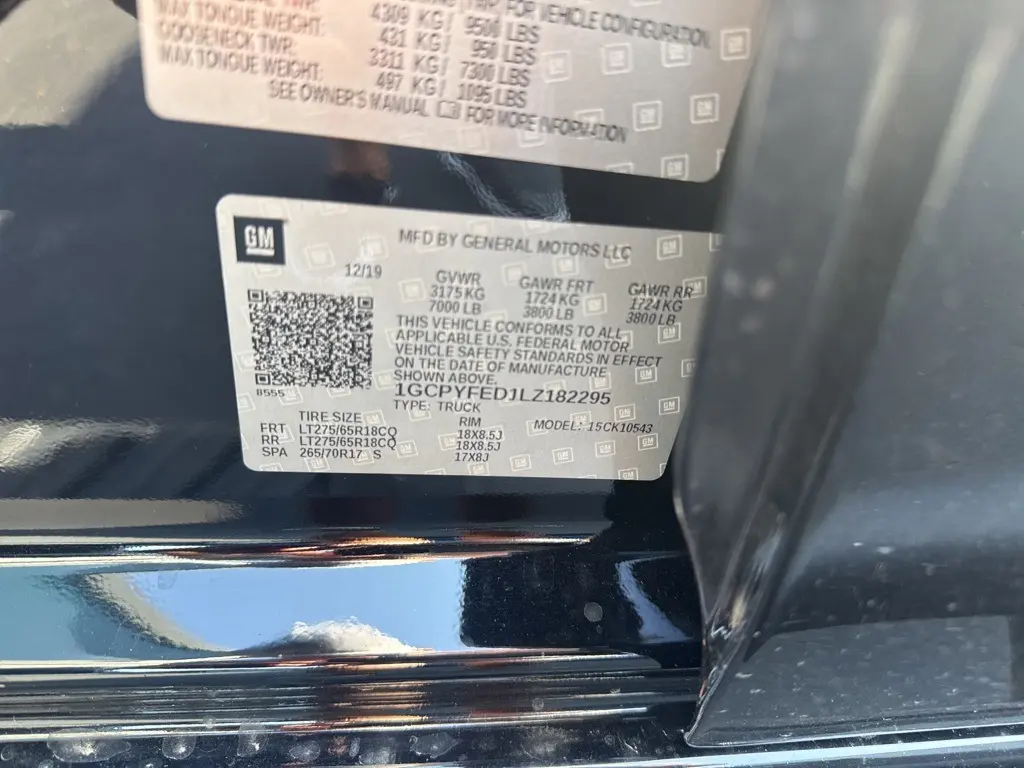 MAX TONGUE WEIGHT: 4309 KG / 9500 LBS
TWR FOR VEHICLE CONFIGURATION
GOOSENECK TWR: 431 KG / 950 LBS
3311 KG / 7300 LBS
MAX TONGUE WEIGHT: 497 KG / 1095 LBS
SEE OWNER'S MANUAL FOR MORE INFORMATION
GM
MFD BY GENERAL MOTORS LLC
12/19
GVWR GAWR FRT GAWR RR
3175 KG 1724 KG 1724 KG
7000 LB 3800 LB 3800 LB
THIS VEHICLE CONFORMS TO ALL
APPLICABLE U.S. FEDERAL MOTOR
VEHICLE SAFETY STANDARDS IN EFFECT
ON THE DATE OF MANUFACTURE
SHOWN ABOVE.
8555
1GCPYFED1LZ182295
TYPE: TRUCK
MODEL: 15CK10543
TIRE SIZE RIM
FRT LT275/65R18CQ 18X8.5J
RR LT275/65R18CQ 18X8.5J
SPA 265/70R17 S 17X8J